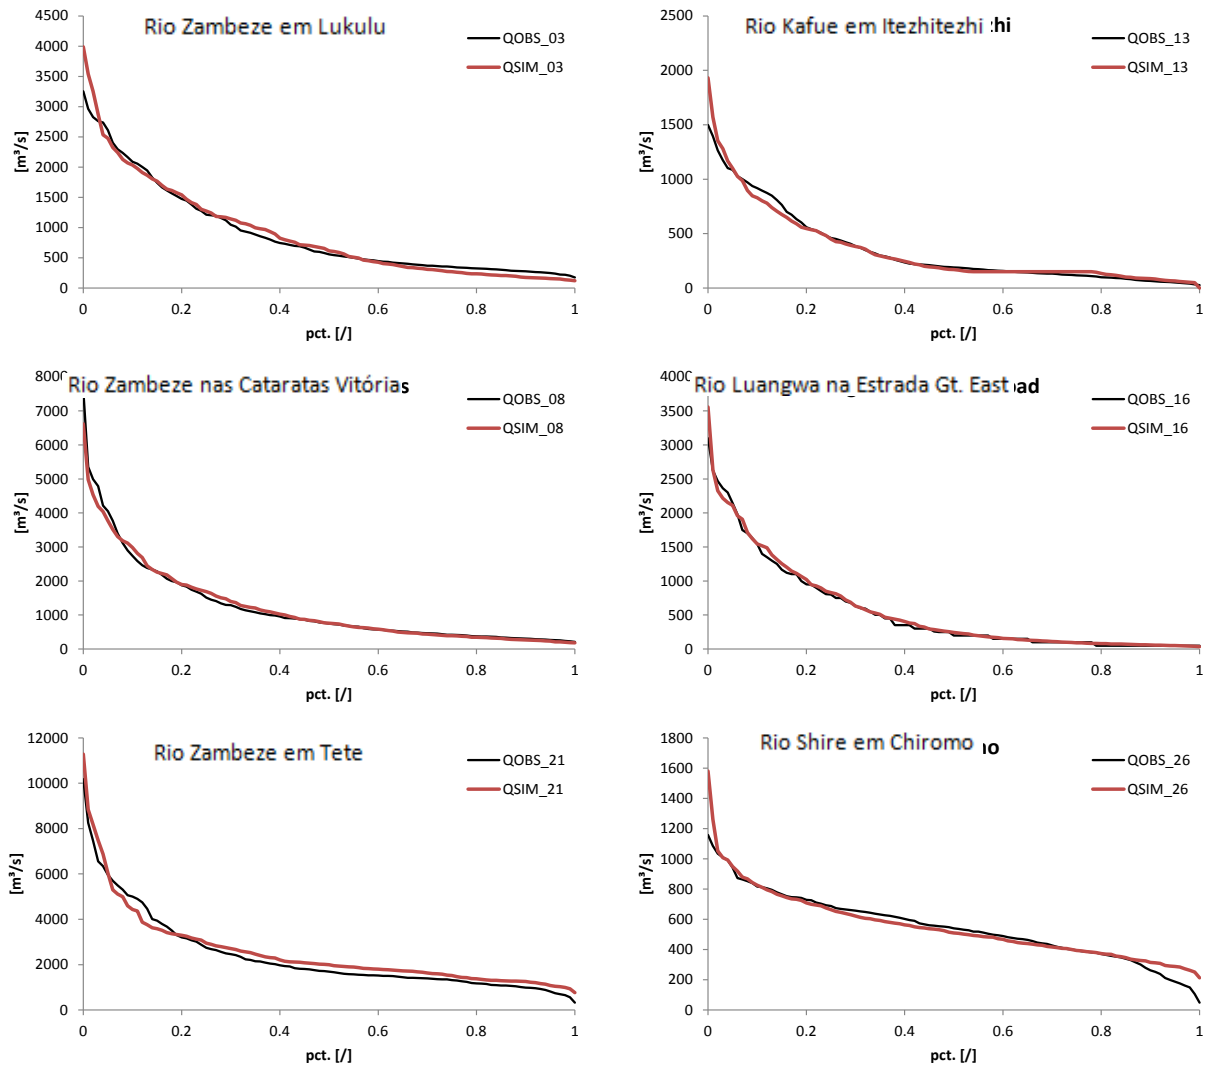 Rio Zambeze em Lukulu
QOBS_03
QSIM_03
[m³/s]
4500
4000
3500
3000
2500
2000
1500
1000
500
0
0
0.2
0.4
0.6
0.8
1
pct. [/]
Rio Kafue em Itezhitezhi zhi
QOBS_13
QSIM_13
[m³/s]
2500
2000
1500
1000
500
0
0
0.2
0.4
0.6
0.8
1
pct. [/]
Rio Zambeze nas Cataratas Vitórias
QOBS_08
QSIM_08
[m³/s]
8000
7000
6000
5000
4000
3000
2000
1000
0
0
0.2
0.4
0.6
0.8
1
pct. [/]
Rio Luangwa na Estrada Gt. East ad
QOBS_16
QSIM_16
[m³/s]
4000
3500
3000
2500
2000
1500
1000
500
0
0
0.2
0.4
0.6
0.8
1
pct. [/]
Rio Zambeze em Tete
QOBS_21
QSIM_21
[m³/s]
12000
10000
8000
6000
4000
2000
0
0
0.2
0.4
0.6
0.8
1
pct. [/]
Rio Shire em Chiromo no
QOBS_26
QSIM_26
[m³/s]
1800
1600
1400
1200
1000
800
600
400
200
0
0
0.2
0.4
0.6
0.8
1
pct. [/]